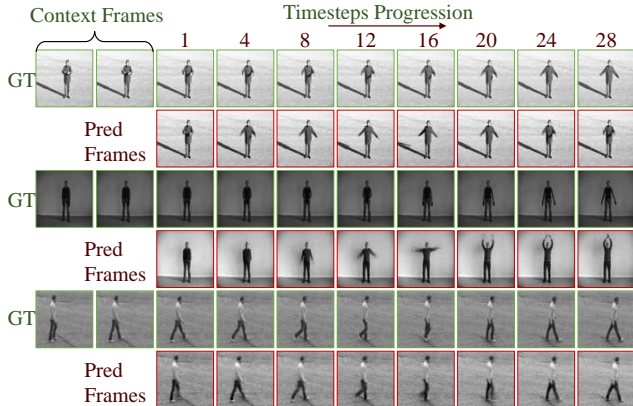 Context Frames
Timesteps Progression
1 4 8 12 16 20 24 28
GT
Pred
Frames
GT
Pred
Frames
GT
Pred
Frames